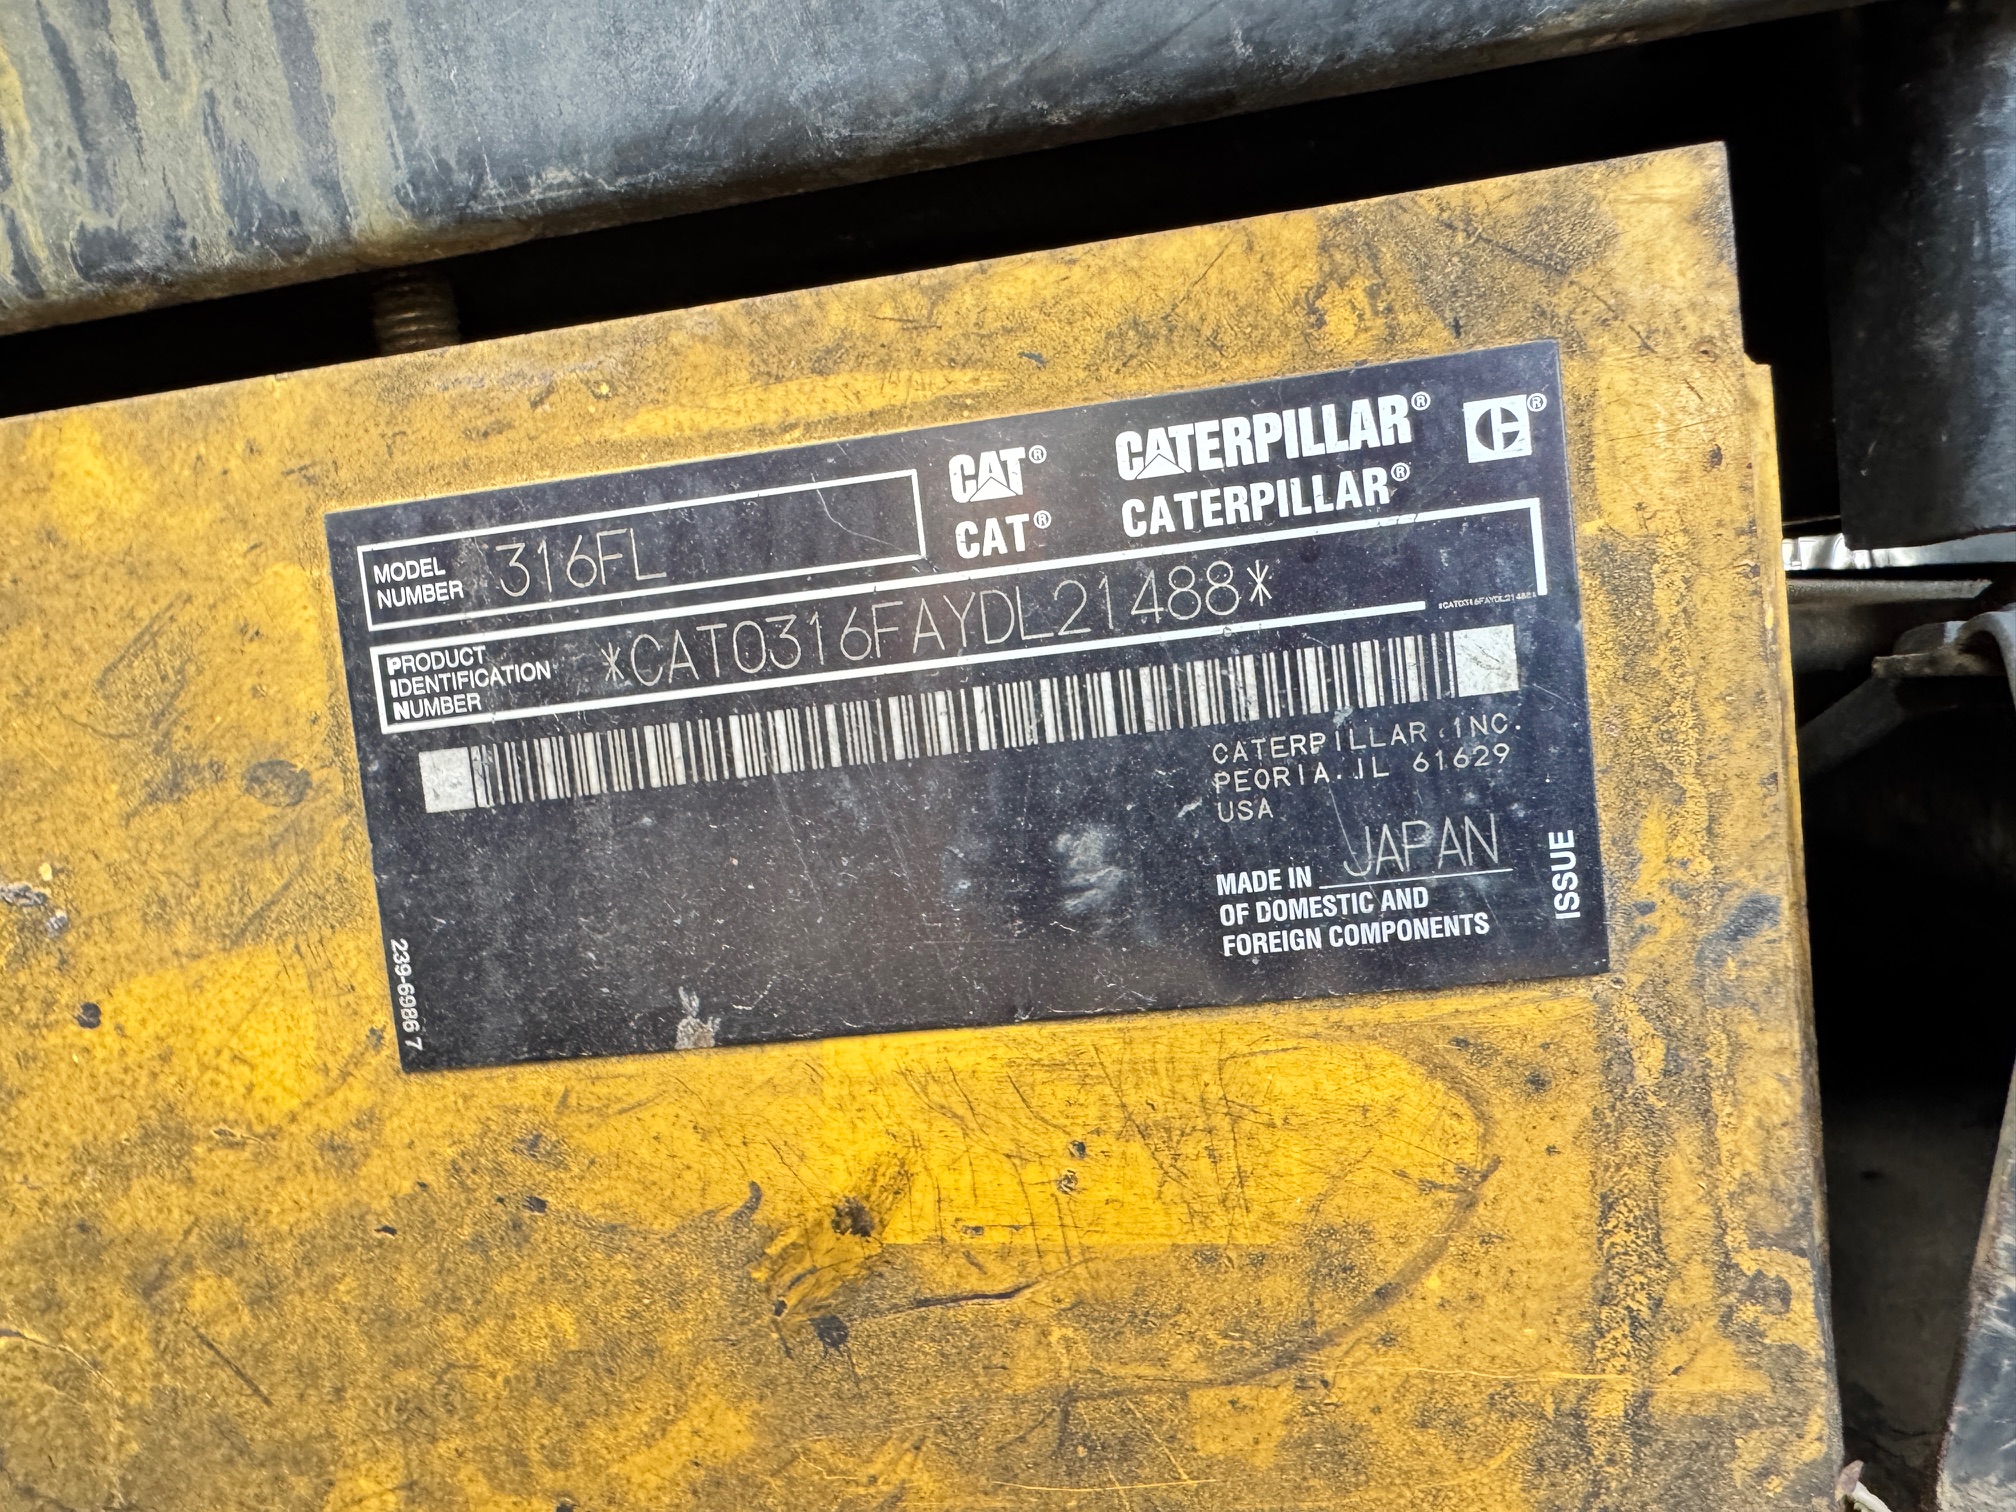 MODEL NUMBER 316FL
CAT® CATERPILLAR® C®
CAT® CATERPILLAR®
PRODUCT IDENTIFICATION NUMBER *CAT0316FAYDL21488*
*CAT0316FAYDL21488*
CATERPILLAR INC.
PEORIA, IL 61629
USA
MADE IN JAPAN
OF DOMESTIC AND
FOREIGN COMPONENTS
ISSUE
239-6986 7